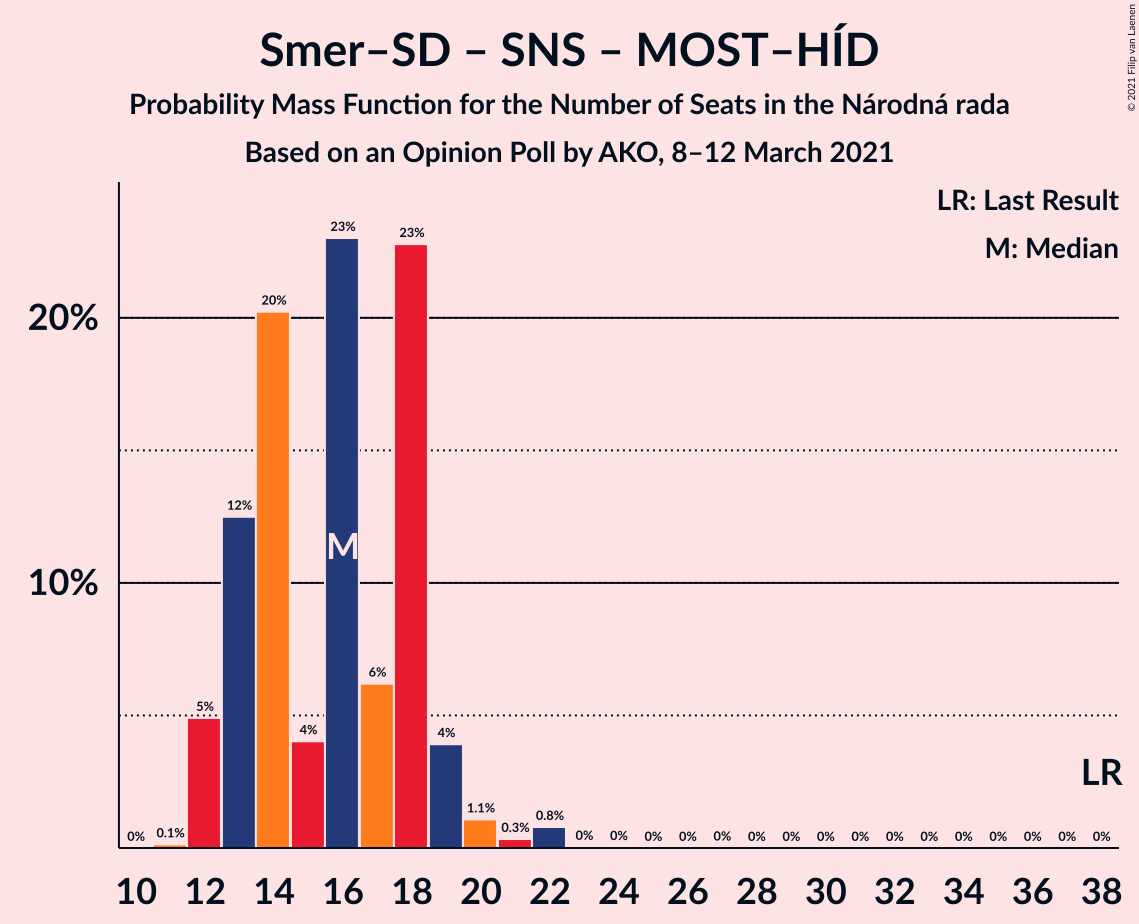 Smer–SD – SNS – MOST–HÍD
Probability Mass Function for the Number of Seats in the Národná rada
Based on an Opinion Poll by AKO, 8–12 March 2021
© 2021 Filip van Laenen
LR: Last Result
M: Median
20%
10%
0% 0.1% 5% 12% 20% 4% 23% 6% 23% 4% 1.1% 0.3% 0.8% 0% 0% 0% 0% 0% 0% 0% 0% 0% 0% 0% 0% 0% 0% 0% 0%
M
LR
10 12 14 16 18 20 22 24 26 28 30 32 34 36 38